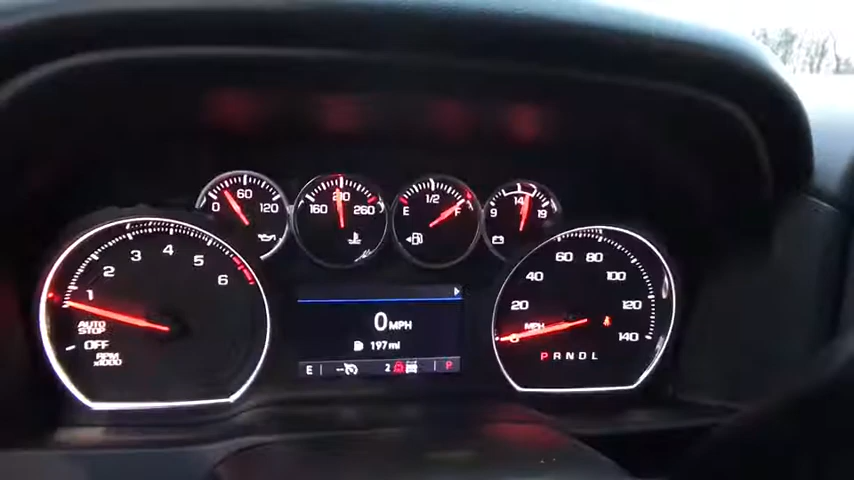 0 60 120
160 210 260
E 1/2 F
9 14 19
1 2 3 4 5 6
AUTO
STOP
OFF
RPM
x1000
0 MPH
197 mi
E
2
P
20 40 60 80 100 120 140
MPH
P R N D L